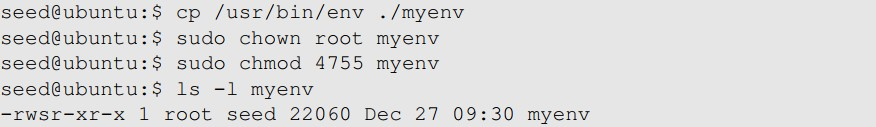 seed@ubuntu:$ cp /usr/bin/env ./myenv
seed@ubuntu:$ sudo chown root myenv
seed@ubuntu:$ sudo chmod 4755 myenv
seed@ubuntu:$ ls -l myenv
-rwsr-xr-x 1 root seed 22060 Dec 27 09:30 myenv